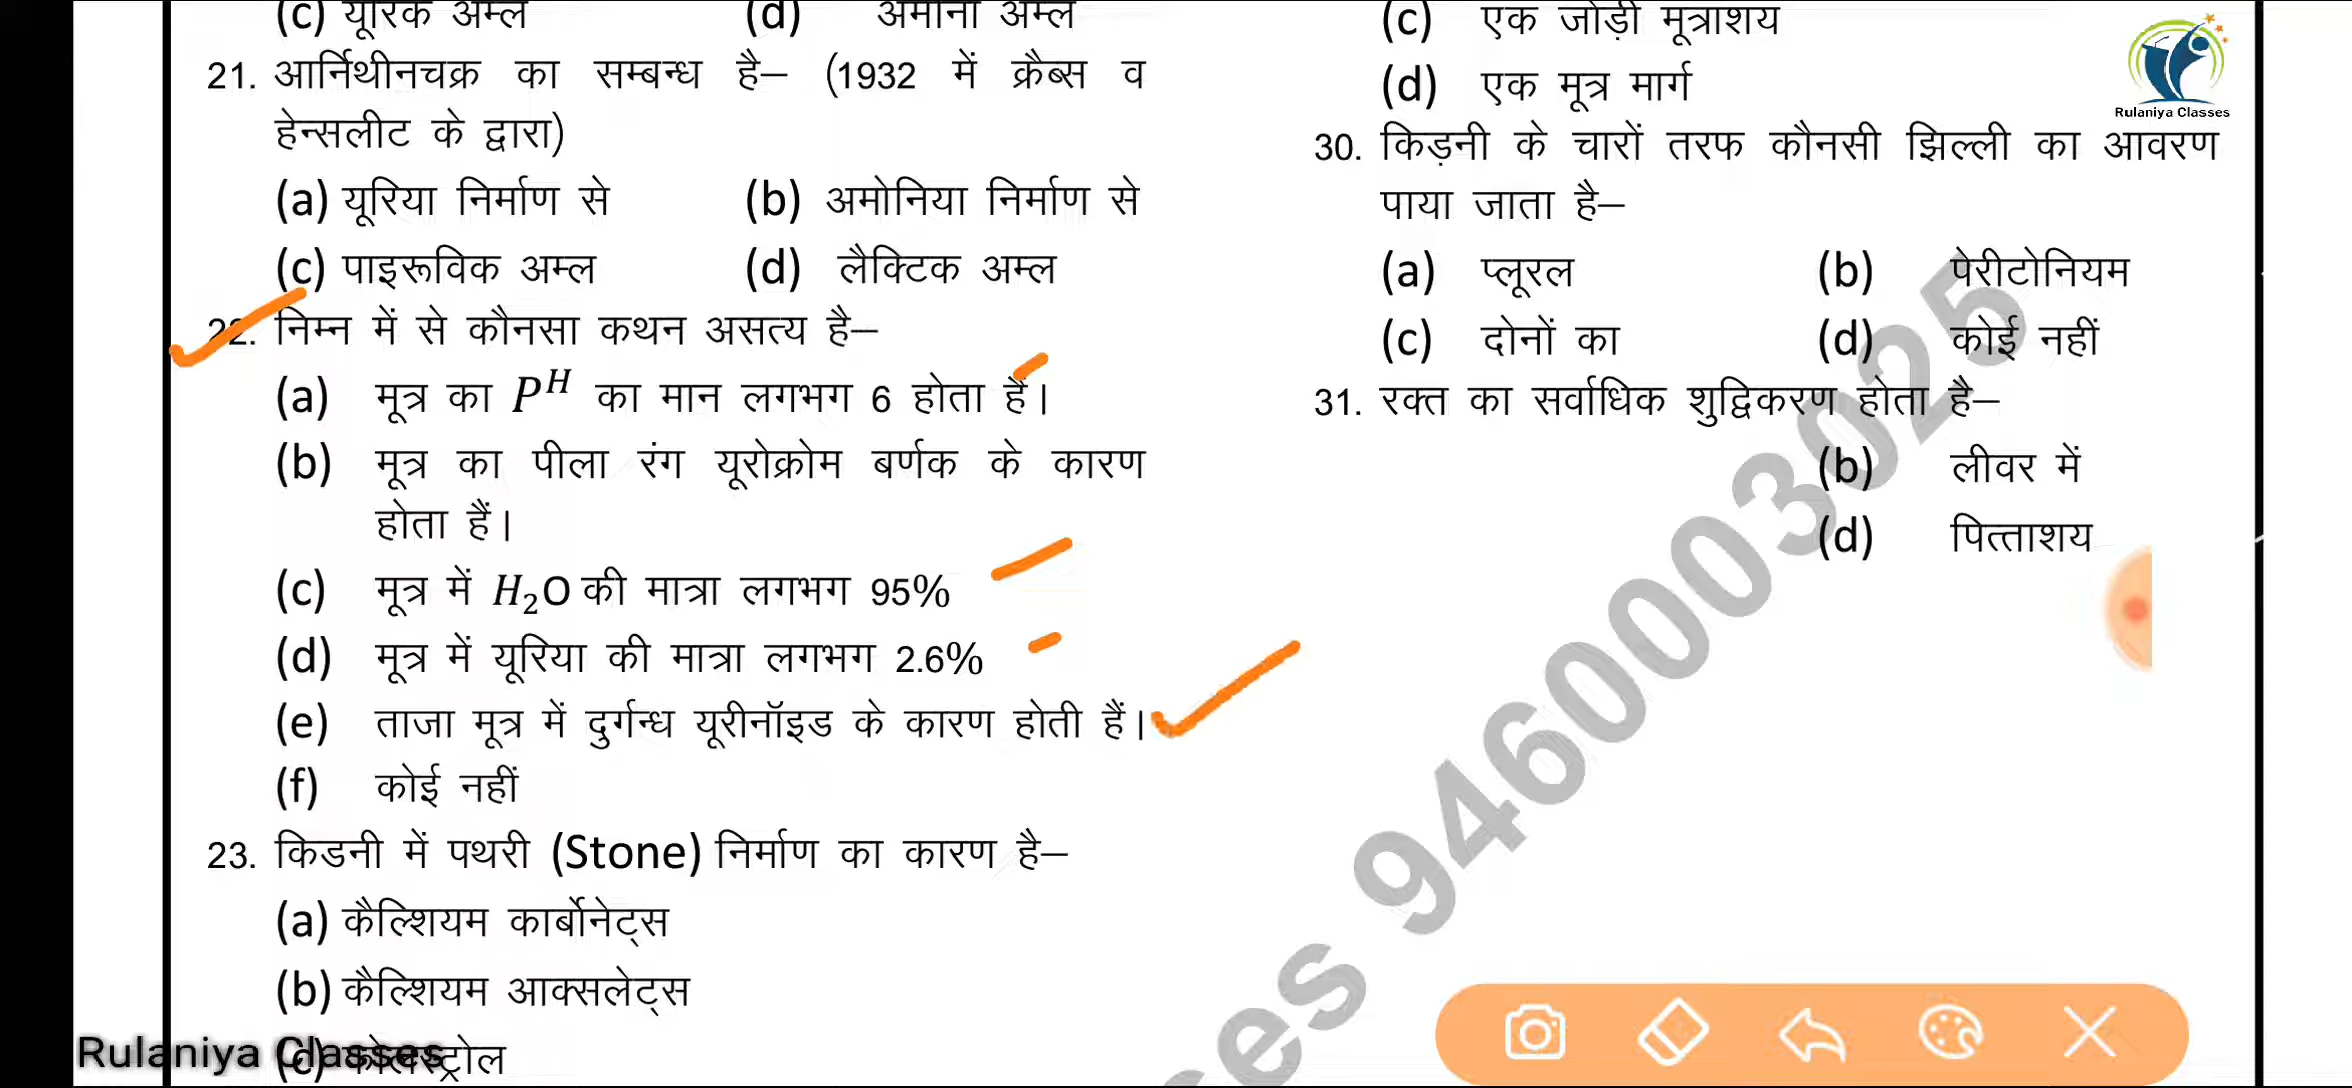 (c) यूरिक अम्ल (d) अमीनो अम्ल
21. आर्निथीनचक्र का सम्बन्ध है– (1932 में क्रैब्स व
हेन्सलीट के द्वारा)
(a) यूरिया निर्माण से (b) अमोनिया निर्माण से
(c) पाइरूविक अम्ल (d) लैक्टिक अम्ल
22. निम्न में से कौनसा कथन असत्य है–
(a) मूत्र का P^H का मान लगभग 6 होता हैं।
(b) मूत्र का पीला रंग यूरोक्रोम बर्णक के कारण
होता हैं।
(c) मूत्र में H₂O की मात्रा लगभग 95%
(d) मूत्र में यूरिया की मात्रा लगभग 2.6%
(e) ताजा मूत्र में दुर्गन्ध यूरीनॉइड के कारण होती हैं।
(f) कोई नहीं
23. किडनी में पथरी (Stone) निर्माण का कारण है–
(a) कैल्शियम कार्बोनेट्स
(b) कैल्शियम आक्सलेट्स
(c) कोलेस्ट्रोल
Rulaniya Classes
(c) एक जोड़ी मूत्राशय
(d) एक मूत्र मार्ग
30. किड़नी के चारों तरफ कौनसी झिल्ली का आवरण
पाया जाता है–
(a) प्लूरल (b) पेरीटोनियम
(c) दोनों का (d) कोई नहीं
31. रक्त का सर्वाधिक शुद्विकरण होता है–
(b) लीवर में
(d) पित्ताशय
Rulaniya Classes
es 9460003025